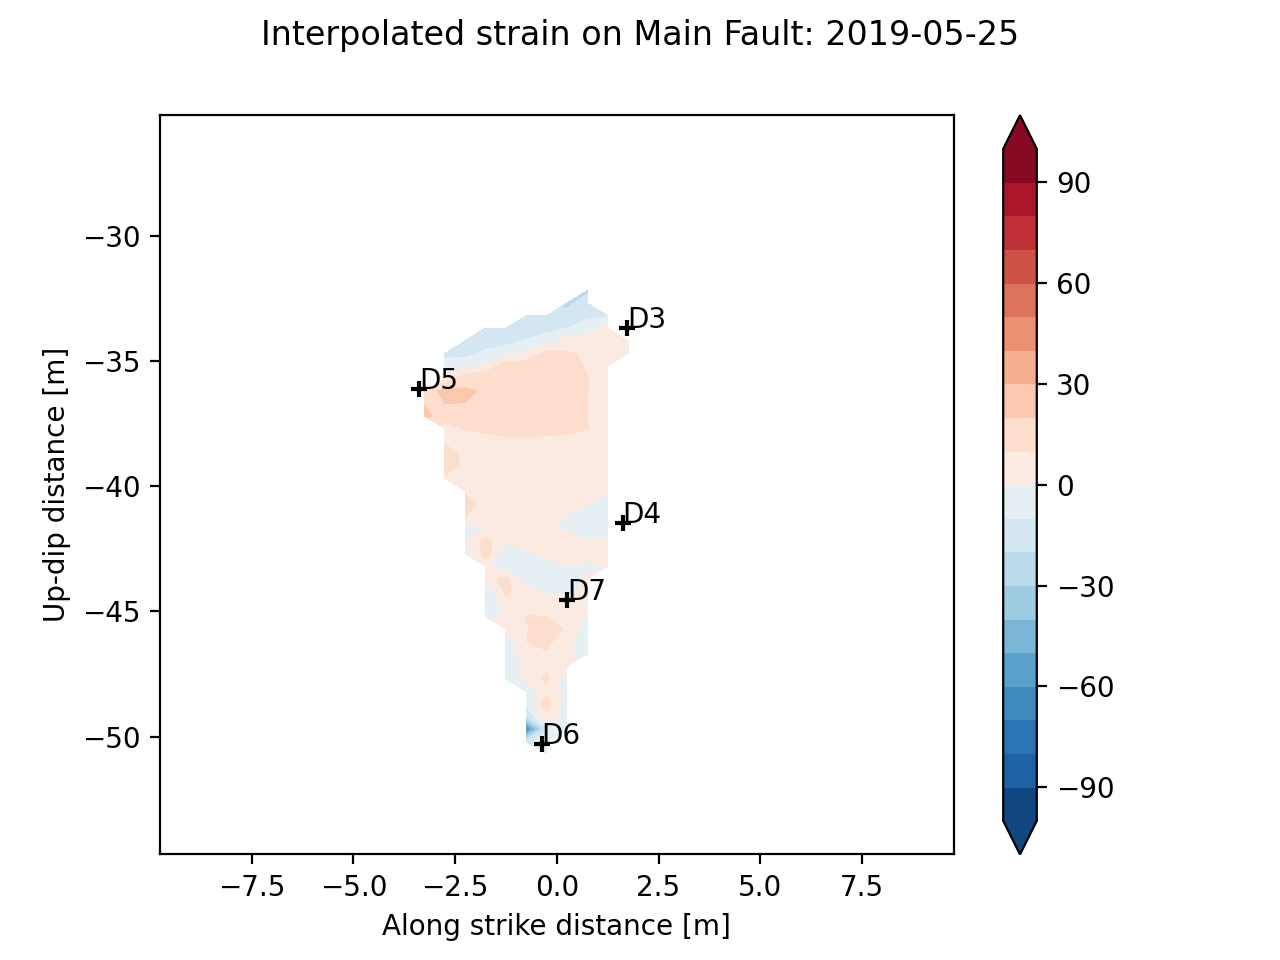 Interpolated strain on Main Fault: 2019-05-25
−30
−35
−40
−45
−50
Up-dip distance [m]
D3
D5
D4
D7
D6
−7.5
−5.0
−2.5
0.0
2.5
5.0
7.5
Along strike distance [m]
90
60
30
0
−30
−60
−90